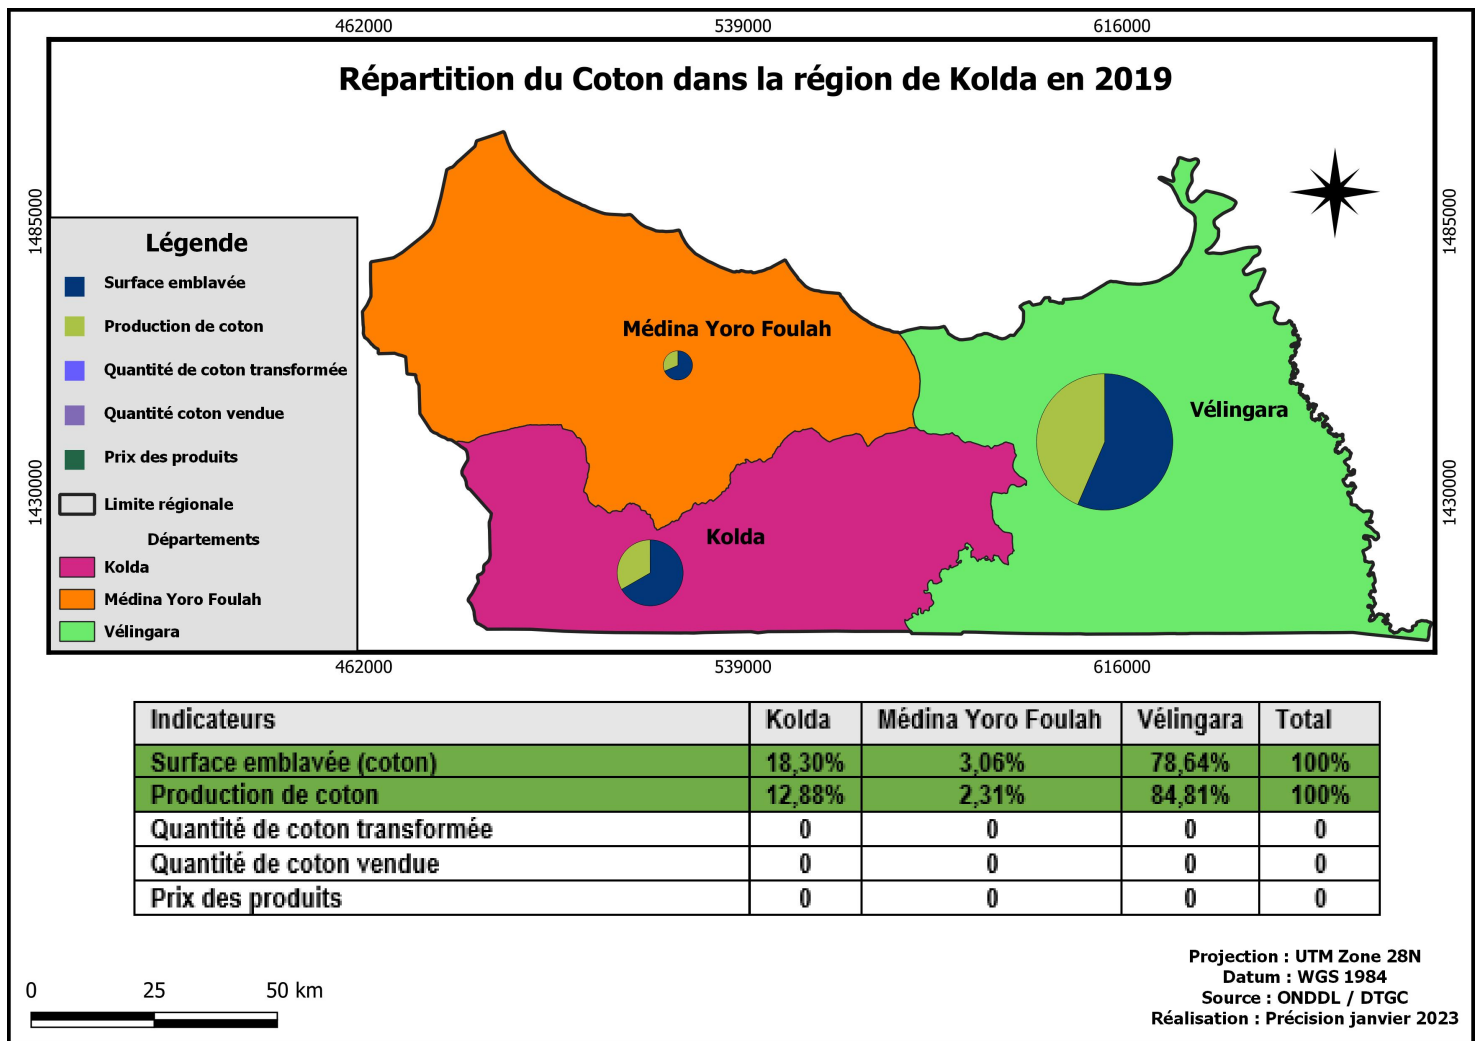 462000 539000 616000
Répartition du Coton dans la région de Kolda en 2019
1485000
1485000
Légende
Surface emblavée
Production de coton
Quantité de coton transformée
Quantité coton vendue
Prix des produits
Limite régionale
Départements
Kolda
Médina Yoro Foulah
Vélingara
Médina Yoro Foulah
Vélingara
Kolda
1430000
1430000
462000 539000 616000
Indicateurs Kolda Médina Yoro Foulah Vélingara Total
Surface emblavée (coton) 18,30% 3,06% 78,64% 100%
Production de coton 12,88% 2,31% 84,81% 100%
Quantité de coton transformée 0 0 0 0
Quantité de coton vendue 0 0 0 0
Prix des produits 0 0 0 0
0 25 50 km
Projection : UTM Zone 28N
Datum : WGS 1984
Source : ONDDL / DTGC
Réalisation : Précision janvier 2023